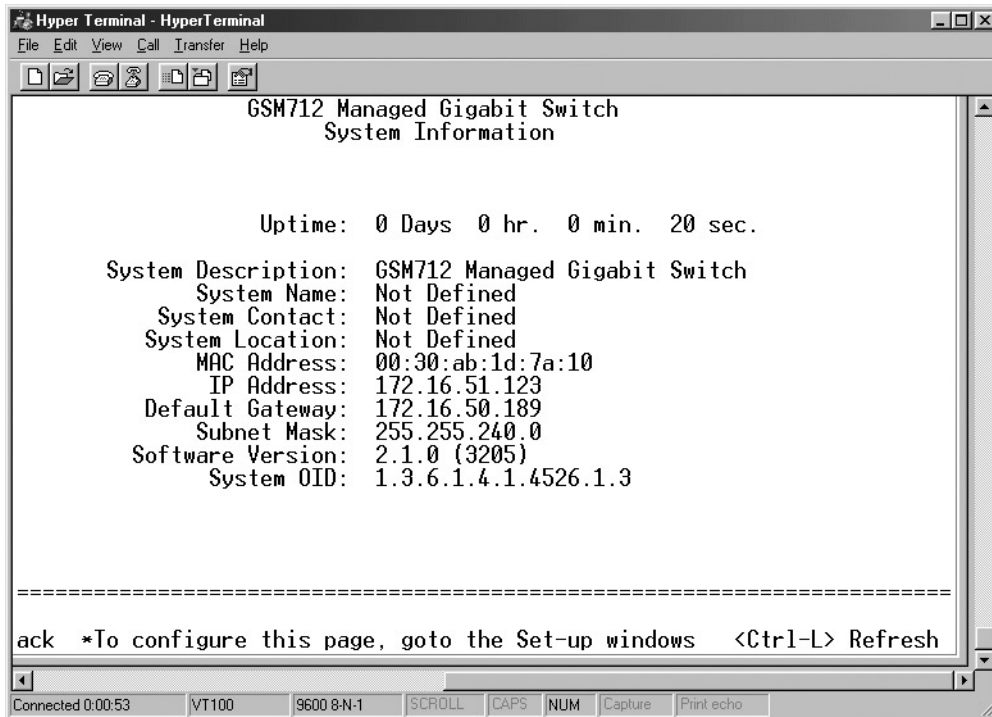 Hyper Terminal - HyperTerminal
File Edit View Call Transfer Help
GSM712 Managed Gigabit Switch
System Information
Uptime: 0 Days 0 hr. 0 min. 20 sec.
System Description: GSM712 Managed Gigabit Switch
System Name: Not Defined
System Contact: Not Defined
System Location: Not Defined
MAC Address: 00:30:ab:1d:7a:10
IP Address: 172.16.51.123
Default Gateway: 172.16.50.189
Subnet Mask: 255.255.240.0
Software Version: 2.1.0 (3205)
System OID: 1.3.6.1.4.1.4526.1.3
=========================================================================
ack *To configure this page, goto the Set-up windows <Ctrl-L> Refresh
Connected 0:00:53 VT100 9600 8-N-1 SCROLL CAPS NUM Capture Print echo